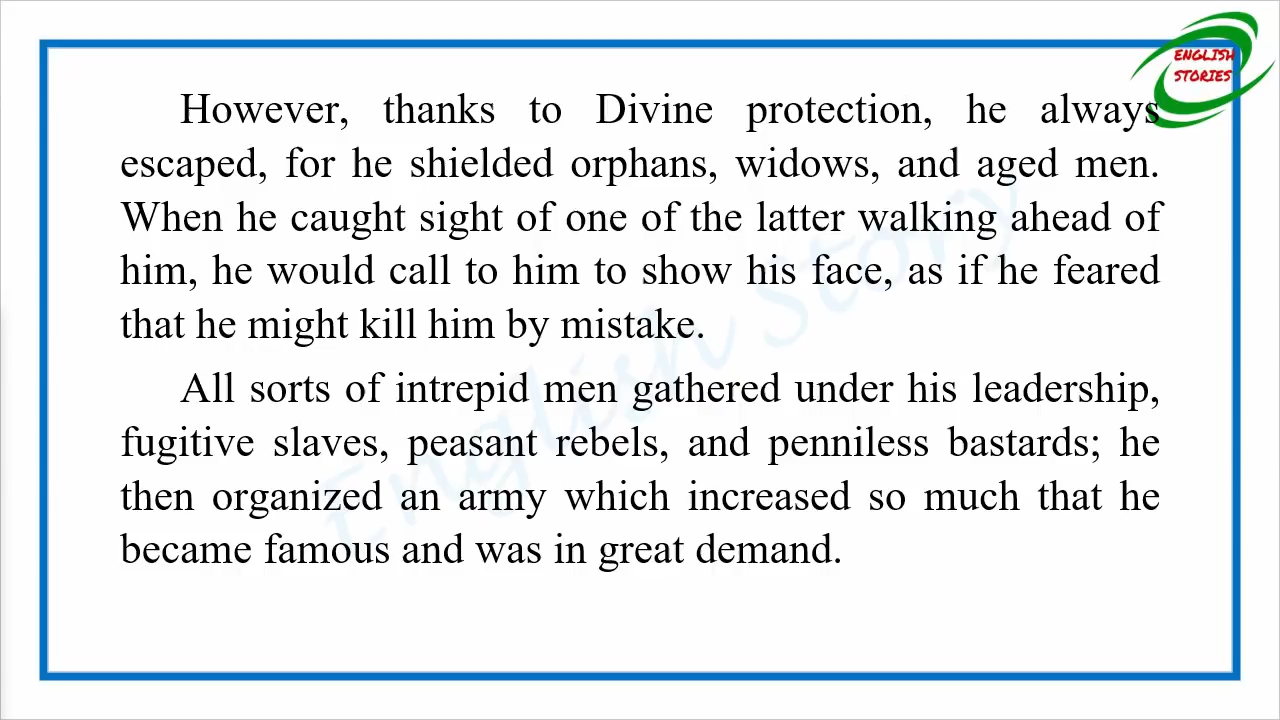 ENGLISH
STORIES
However, thanks to Divine protection, he always
escaped, for he shielded orphans, widows, and aged men.
When he caught sight of one of the latter walking ahead of
him, he would call to him to show his face, as if he feared
that he might kill him by mistake.
All sorts of intrepid men gathered under his leadership,
fugitive slaves, peasant rebels, and penniless bastards; he
then organized an army which increased so much that he
became famous and was in great demand.
English Story